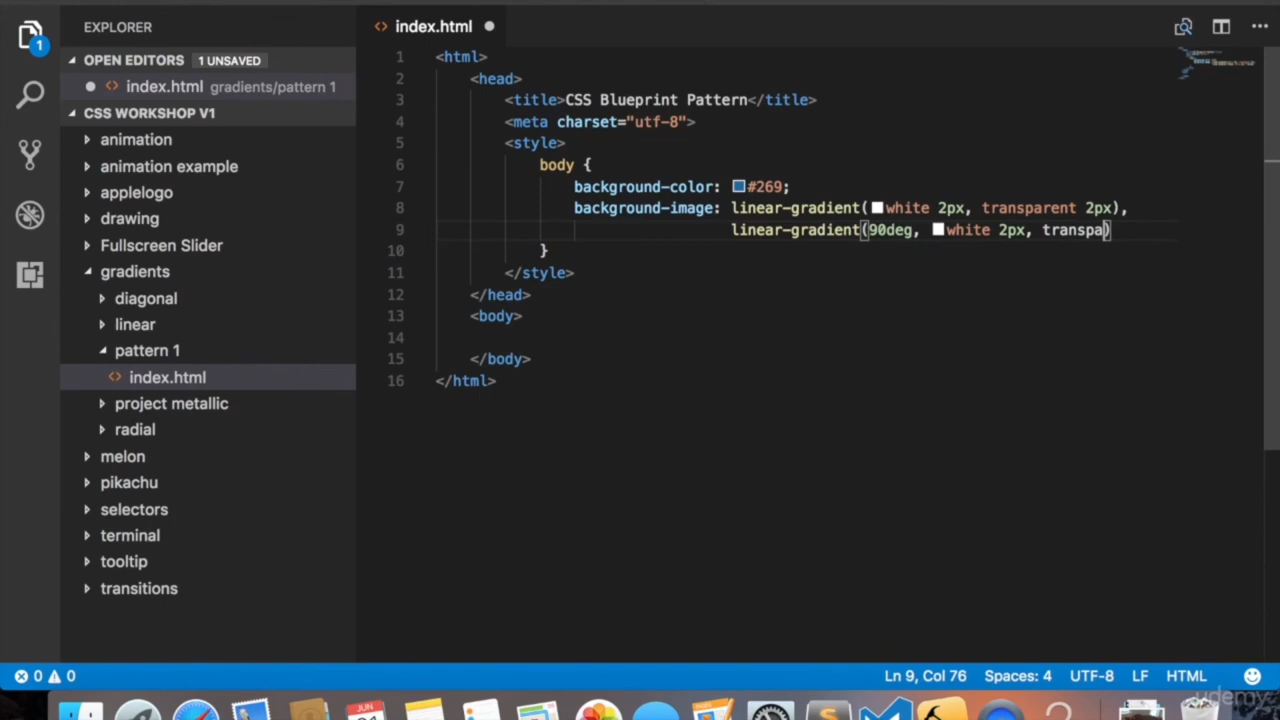 EXPLORER
OPEN EDITORS 1 UNSAVED
index.html gradients/pattern 1
CSS WORKSHOP V1
animation
animation example
applelogo
drawing
Fullscreen Slider
gradients
diagonal
linear
pattern 1
index.html
project metallic
radial
melon
pikachu
selectors
terminal
tooltip
transitions
1
index.html
1 <html>
2 <head>
3 <title>CSS Blueprint Pattern</title>
4 <meta charset="utf-8">
5 <style>
6 body {
7 background-color: #269;
8 background-image: linear-gradient(white 2px, transparent 2px),
9 linear-gradient(90deg, white 2px, transpa)
10 }
11 </style>
12 </head>
13 <body>
14
15 </body>
16 </html>
0 0 Ln 9, Col 76 Spaces: 4 UTF-8 LF HTML
udemy
JUN